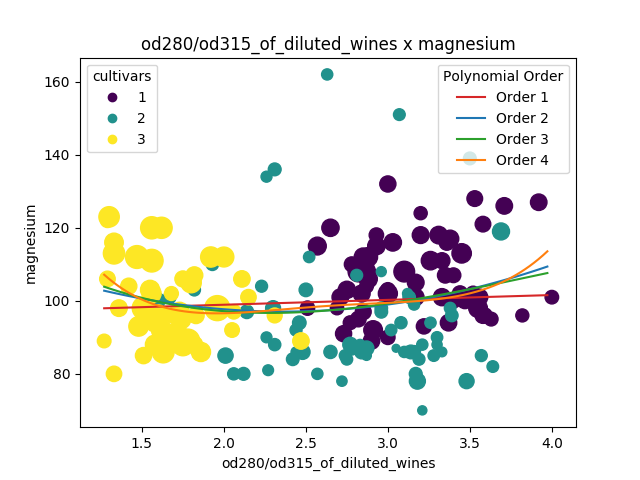 od280/od315_of_diluted_wines x magnesium
cultivars
1
2
3
Polynomial Order
Order 1
Order 2
Order 3
Order 4
magnesium
160
140
120
100
80
1.5 2.0 2.5 3.0 3.5 4.0
od280/od315_of_diluted_wines